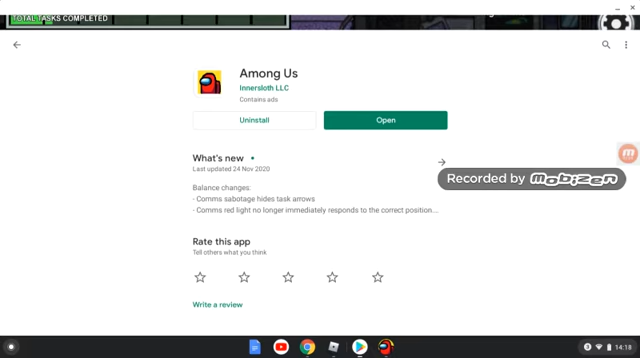 TOTAL TASKS COMPLETED
Among Us
Innersloth LLC
Contains ads
Uninstall
Open
What's new
Last updated 24 Nov 2020
Recorded by mobizen
Balance changes:
- Comms sabotage hides task arrows
- Comms red light no longer immediately responds to the correct position...
Rate this app
Tell others what you think
Write a review
14:18